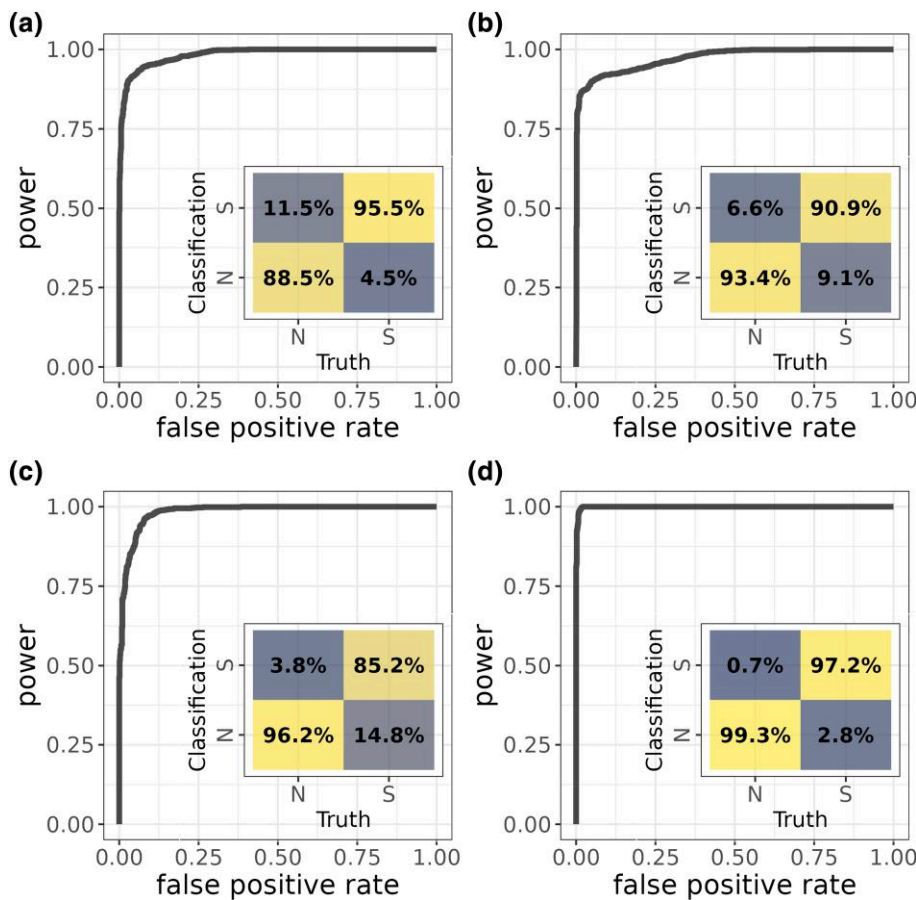 (a)
1.00
0.75
0.50
0.25
0.00
power
0.00 0.25 0.50 0.75 1.00
false positive rate
Classification
S
N
11.5% 95.5%
88.5% 4.5%
N S
Truth
(b)
1.00
0.75
0.50
0.25
0.00
power
0.00 0.25 0.50 0.75 1.00
false positive rate
Classification
S
N
6.6% 90.9%
93.4% 9.1%
N S
Truth
(c)
1.00
0.75
0.50
0.25
0.00
power
0.00 0.25 0.50 0.75 1.00
false positive rate
Classification
S
N
3.8% 85.2%
96.2% 14.8%
N S
Truth
(d)
1.00
0.75
0.50
0.25
0.00
power
0.00 0.25 0.50 0.75 1.00
false positive rate
Classification
S
N
0.7% 97.2%
99.3% 2.8%
N S
Truth